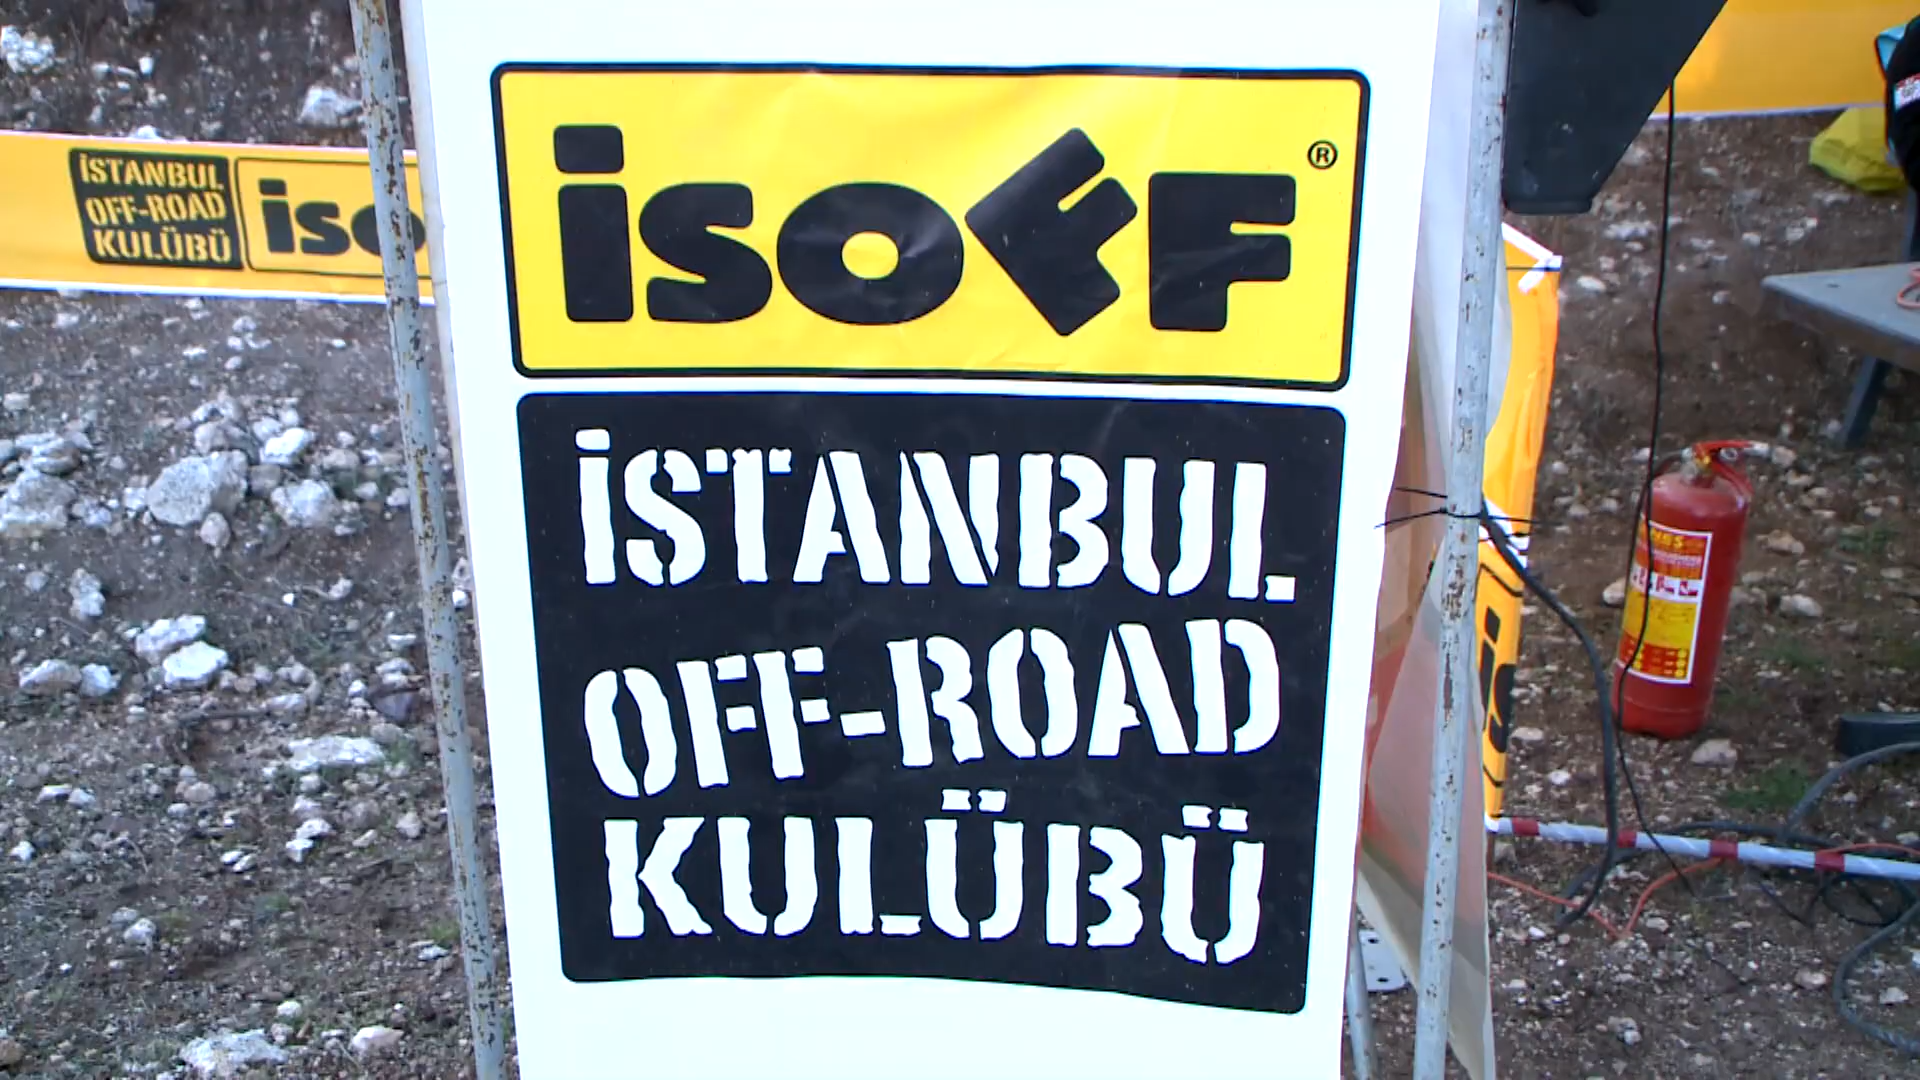 İSTANBUL
OFF-ROAD
KULÜBÜ
iso
isoFF®
İSTANBUL
OFF-ROAD
KULÜBÜ